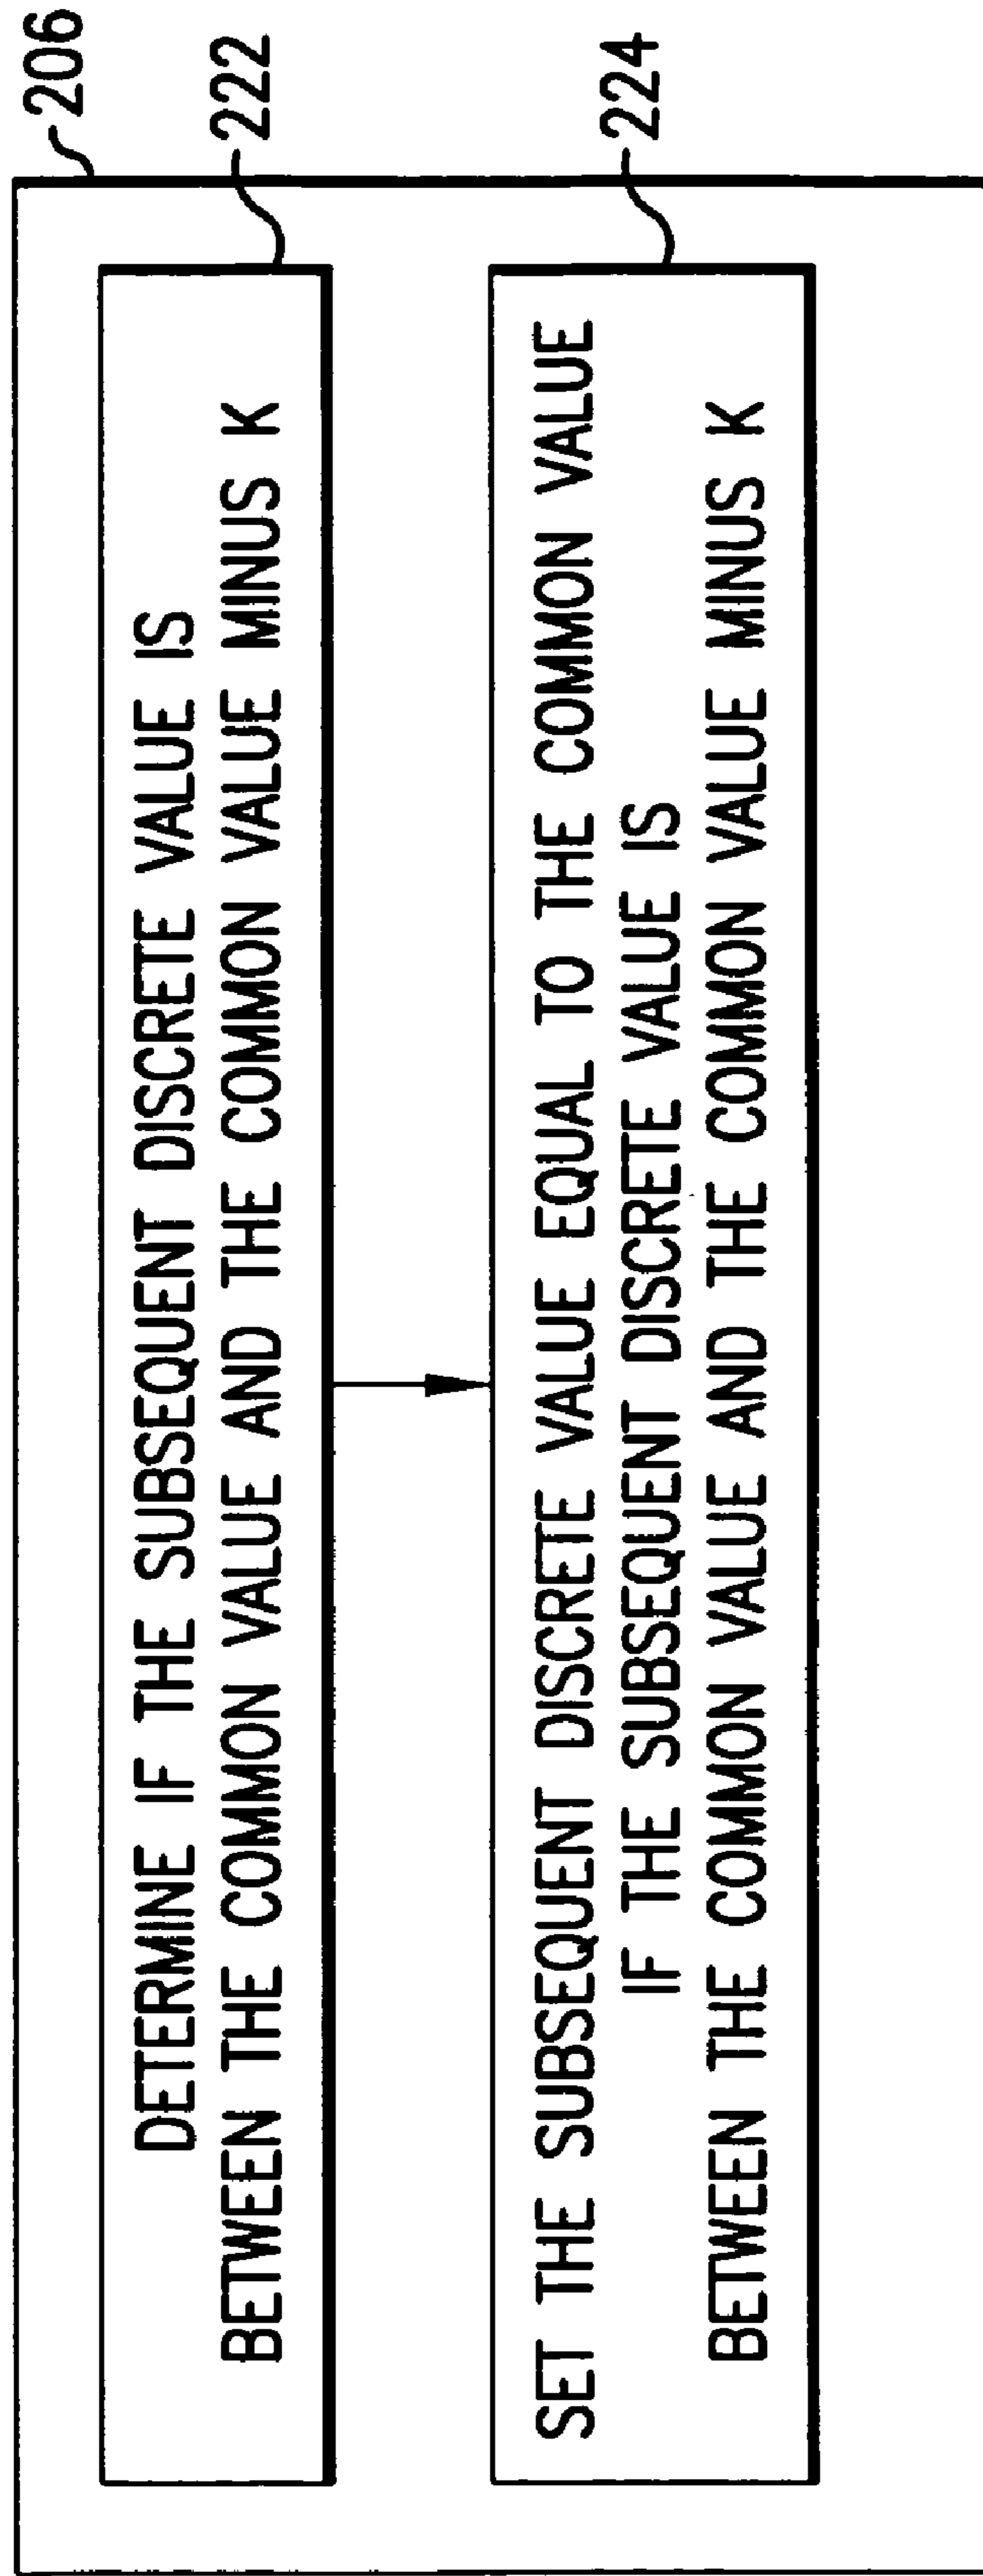 206
222
DETERMINE IF THE SUBSEQUENT DISCRETE VALUE IS
BETWEEN THE COMMON VALUE AND THE COMMON VALUE MINUS K
224
SET THE SUBSEQUENT DISCRETE VALUE EQUAL TO THE COMMON VALUE
IF THE SUBSEQUENT DISCRETE VALUE IS
BETWEEN THE COMMON VALUE AND THE COMMON VALUE MINUS K